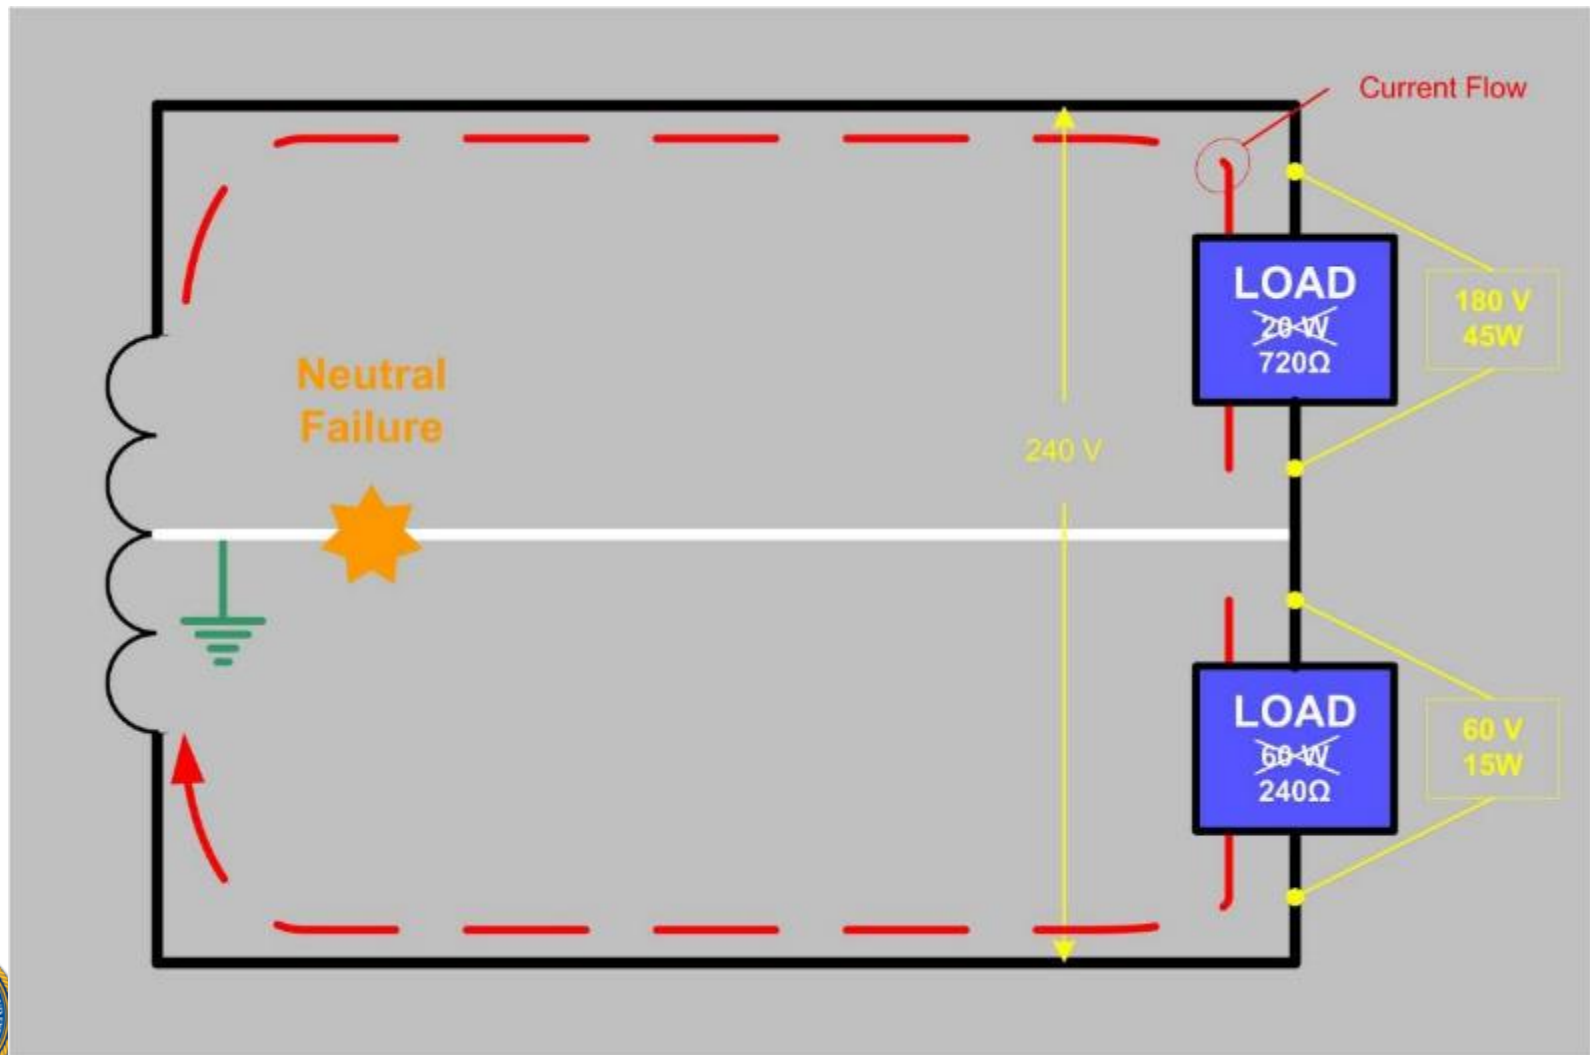 Current Flow
LOAD
20 W
720Ω
180 V
45W
Neutral
Failure
240 V
LOAD
60 W
240Ω
60 V
15W